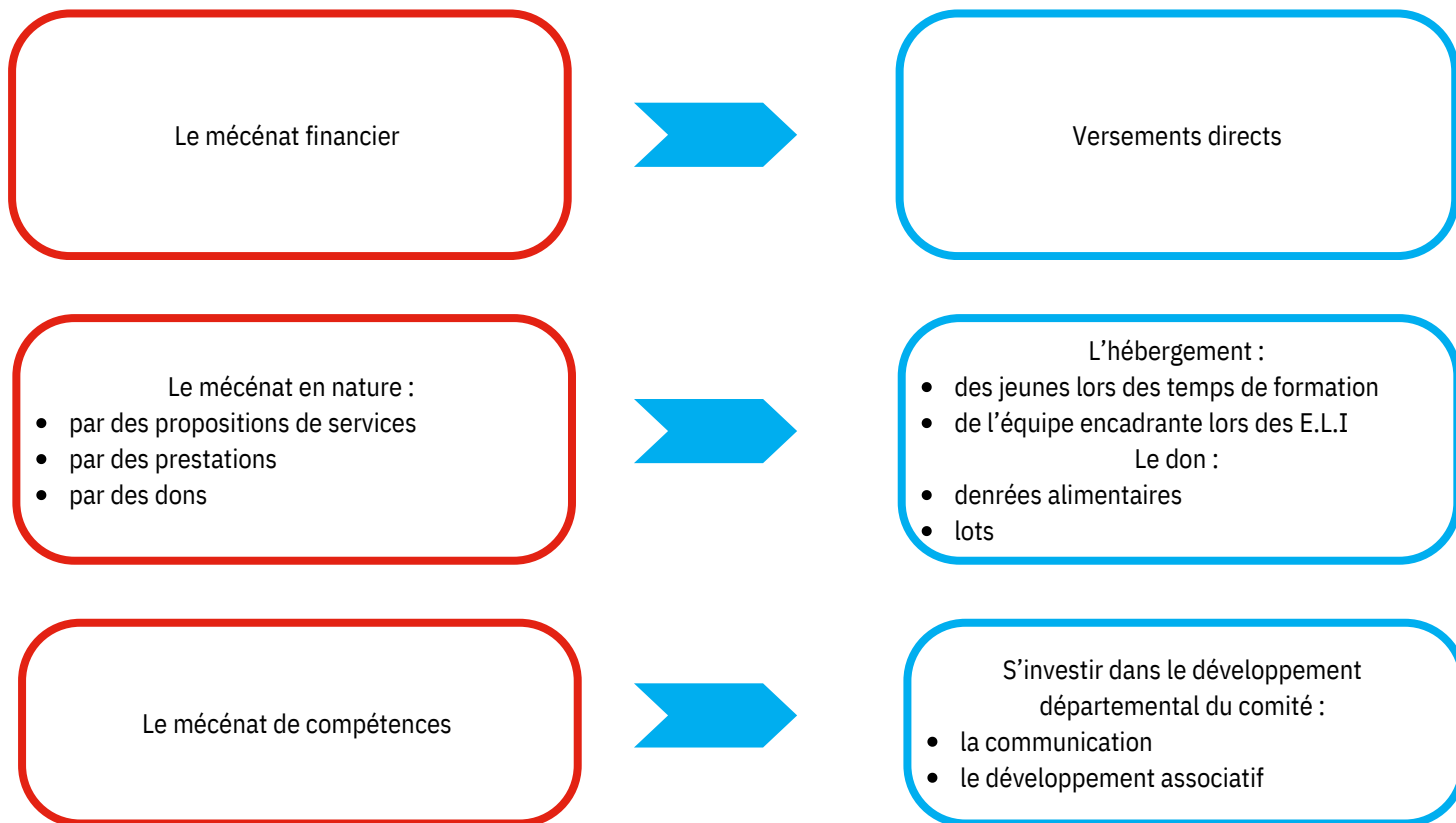 Le mécénat financier
Versements directs
Le mécénat en nature :
• par des propositions de services
• par des prestations
• par des dons
L’hébergement :
• des jeunes lors des temps de formation
• de l’équipe encadrante lors des E.L.I
Le don :
• denrées alimentaires
• lots
Le mécénat de compétences
S’investir dans le développement
départemental du comité :
• la communication
• le développement associatif